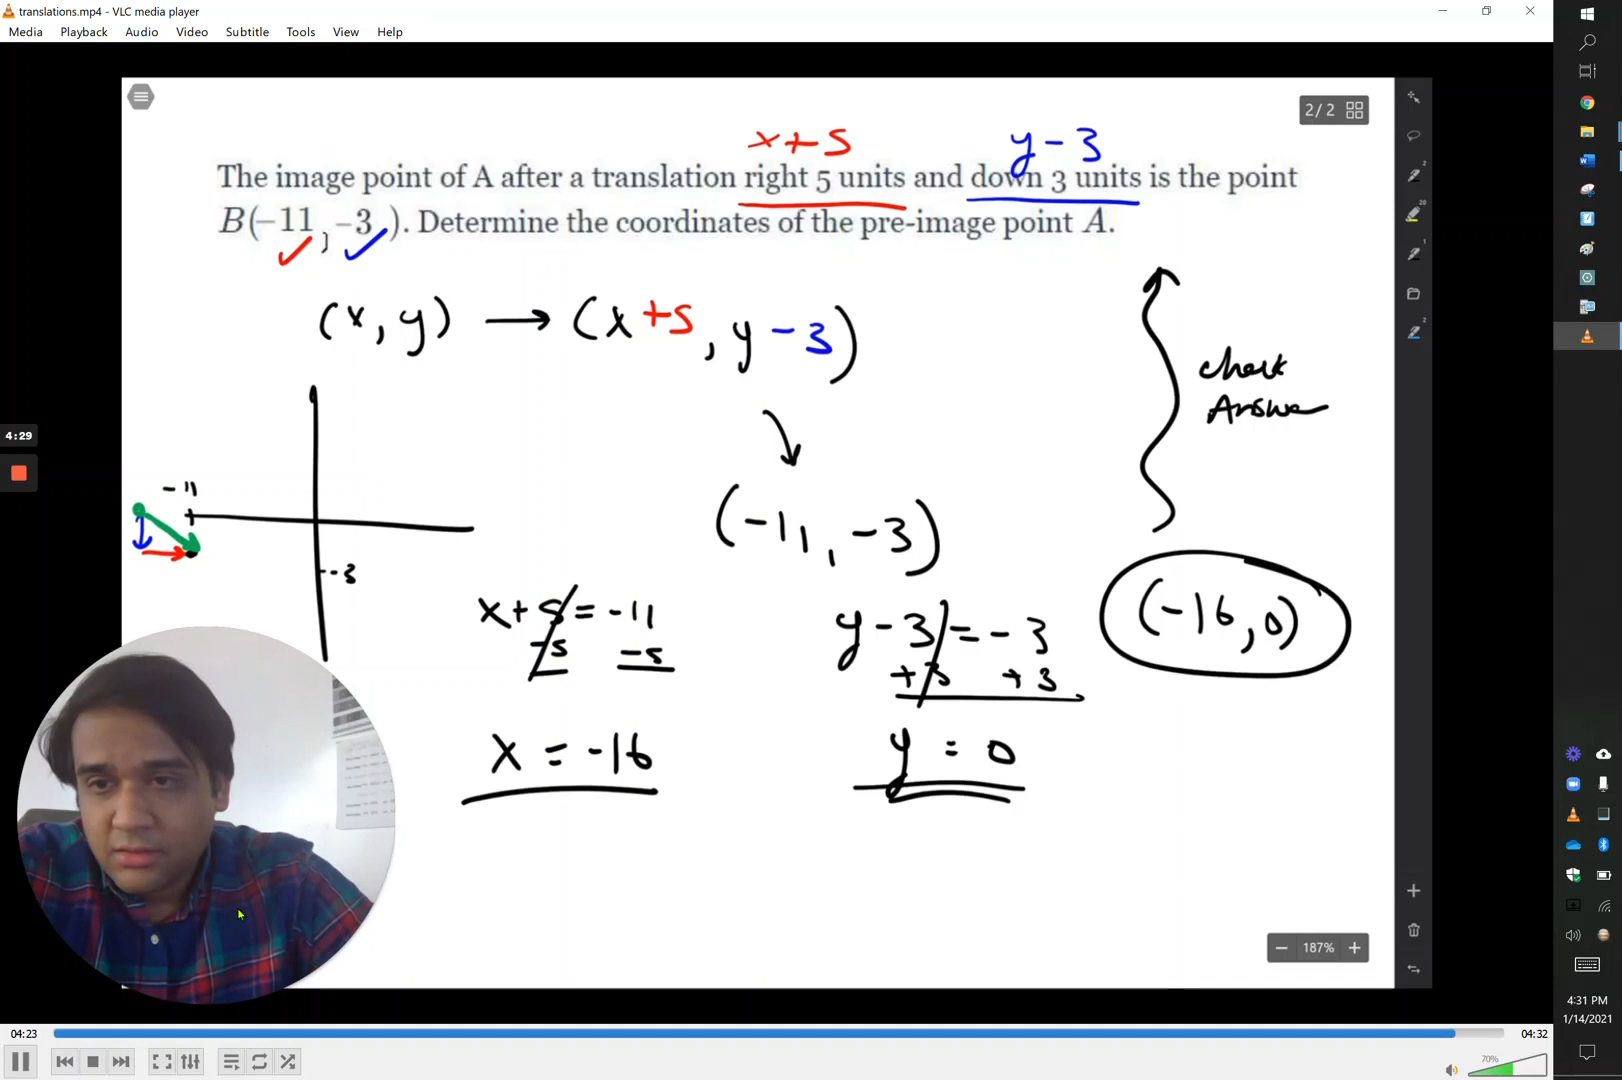 translations.mp4 - VLC media player
Media Playback Audio Video Subtitle Tools View Help
2/2
x+5
y-3
The image point of A after a translation right 5 units and down 3 units is the point
B(-11 , -3 ). Determine the coordinates of the pre-image point A.
(x, y) → (x +5, y -3)
check
Answer
4:29
-11
-3
(-11, -3)
x+5 = -11
-5 -5
x = -16
y-3 = -3
+3 +3
y = 0
(-16, 0)
187%
04:23
04:32
70%
4:31 PM
1/14/2021